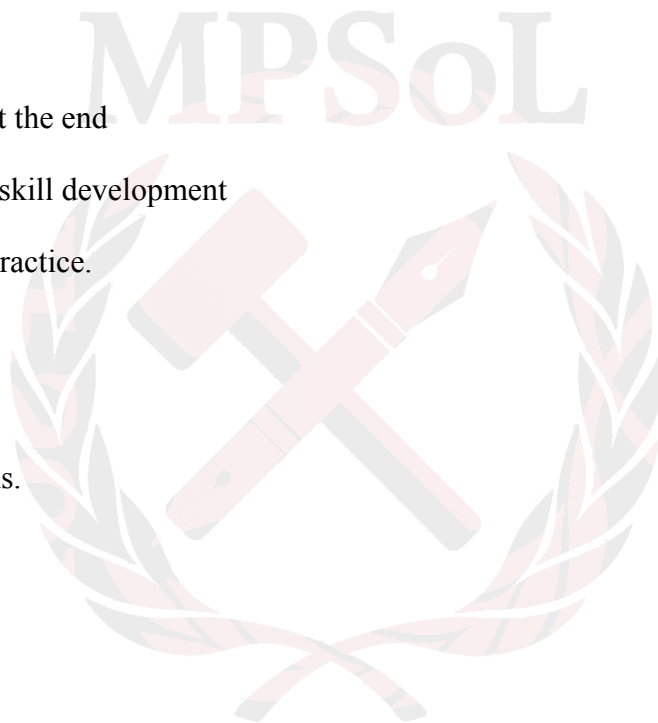 MPSoL
t the end
skill development
ractice.
s.